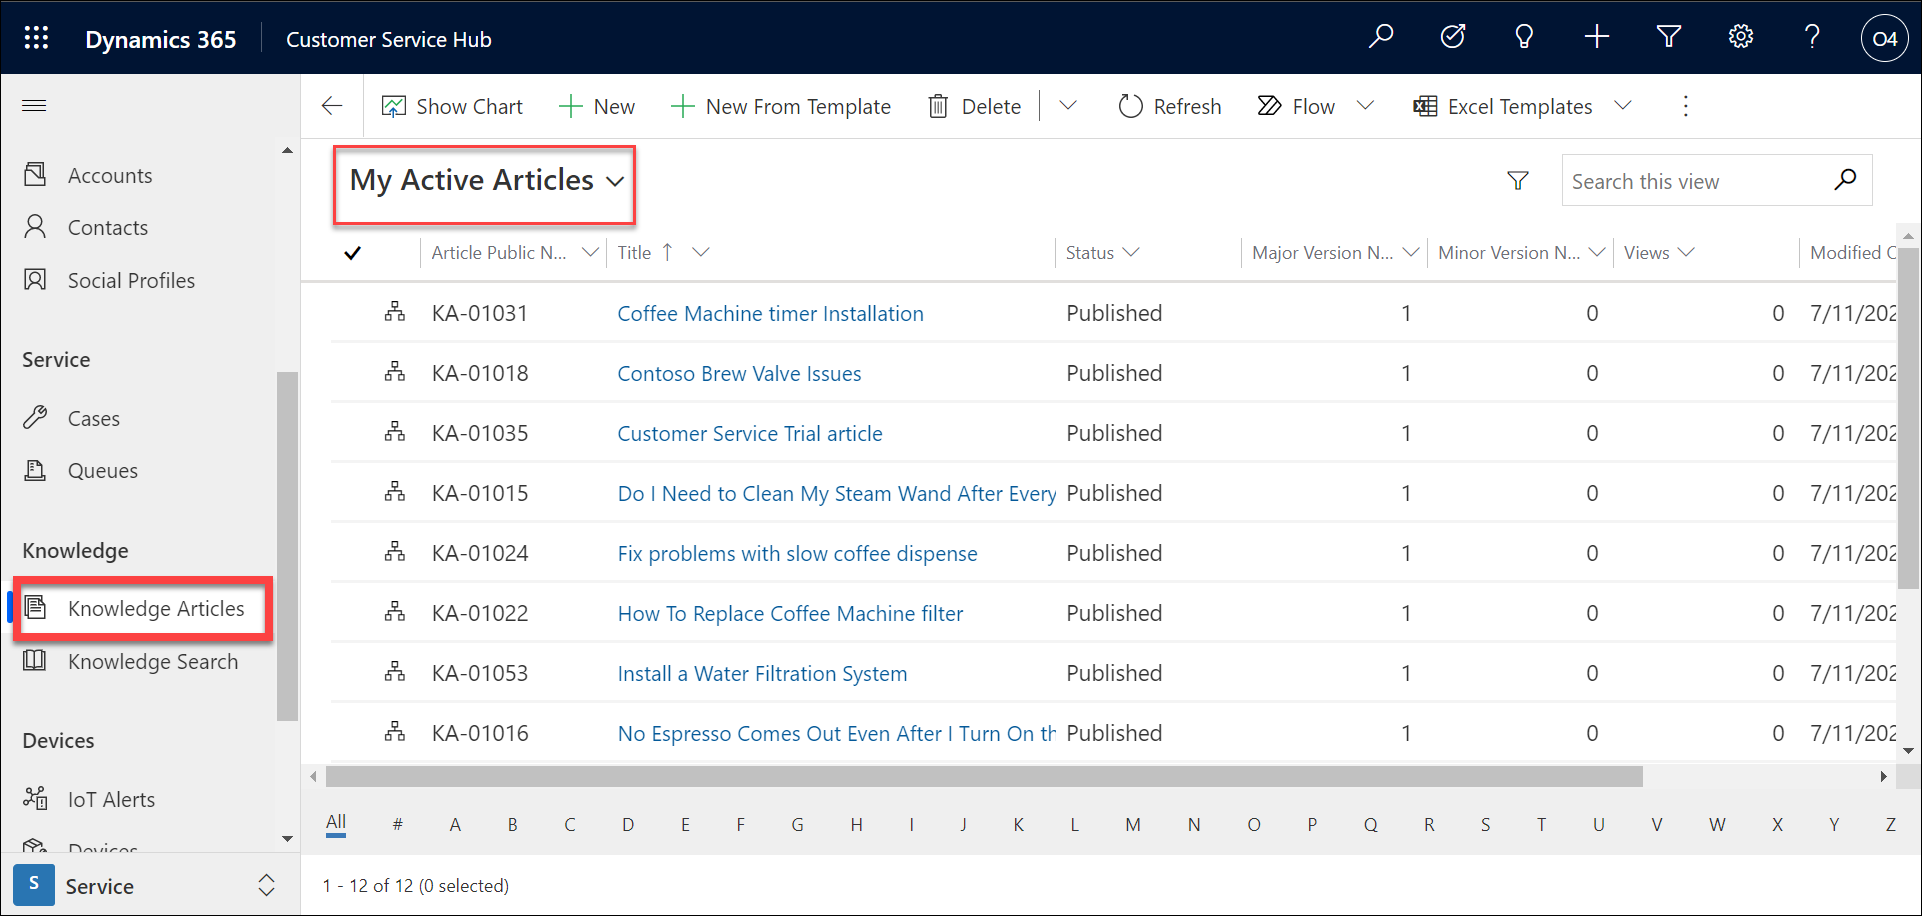 Dynamics 365 Customer Service Hub O4
Show Chart New New From Template Delete Refresh Flow Excel Templates
Accounts
Contacts
Social Profiles
Service
Cases
Queues
Knowledge
Knowledge Articles
Knowledge Search
Devices
IoT Alerts
Devices
S Service
My Active Articles
Search this view
Article Public N... Title Status Major Version N... Minor Version N... Views Modified
KA-01031 Coffee Machine timer Installation Published 1 0 0 7/11/202
KA-01018 Contoso Brew Valve Issues Published 1 0 0 7/11/202
KA-01035 Customer Service Trial article Published 1 0 0 7/11/202
KA-01015 Do I Need to Clean My Steam Wand After Every Published 1 0 0 7/11/202
KA-01024 Fix problems with slow coffee dispense Published 1 0 0 7/11/202
KA-01022 How To Replace Coffee Machine filter Published 1 0 0 7/11/202
KA-01053 Install a Water Filtration System Published 1 0 0 7/11/202
KA-01016 No Espresso Comes Out Even After I Turn On th Published 1 0 0 7/11/202
All # A B C D E F G H I J K L M N O P Q R S T U V W X Y Z
1 - 12 of 12 (0 selected)